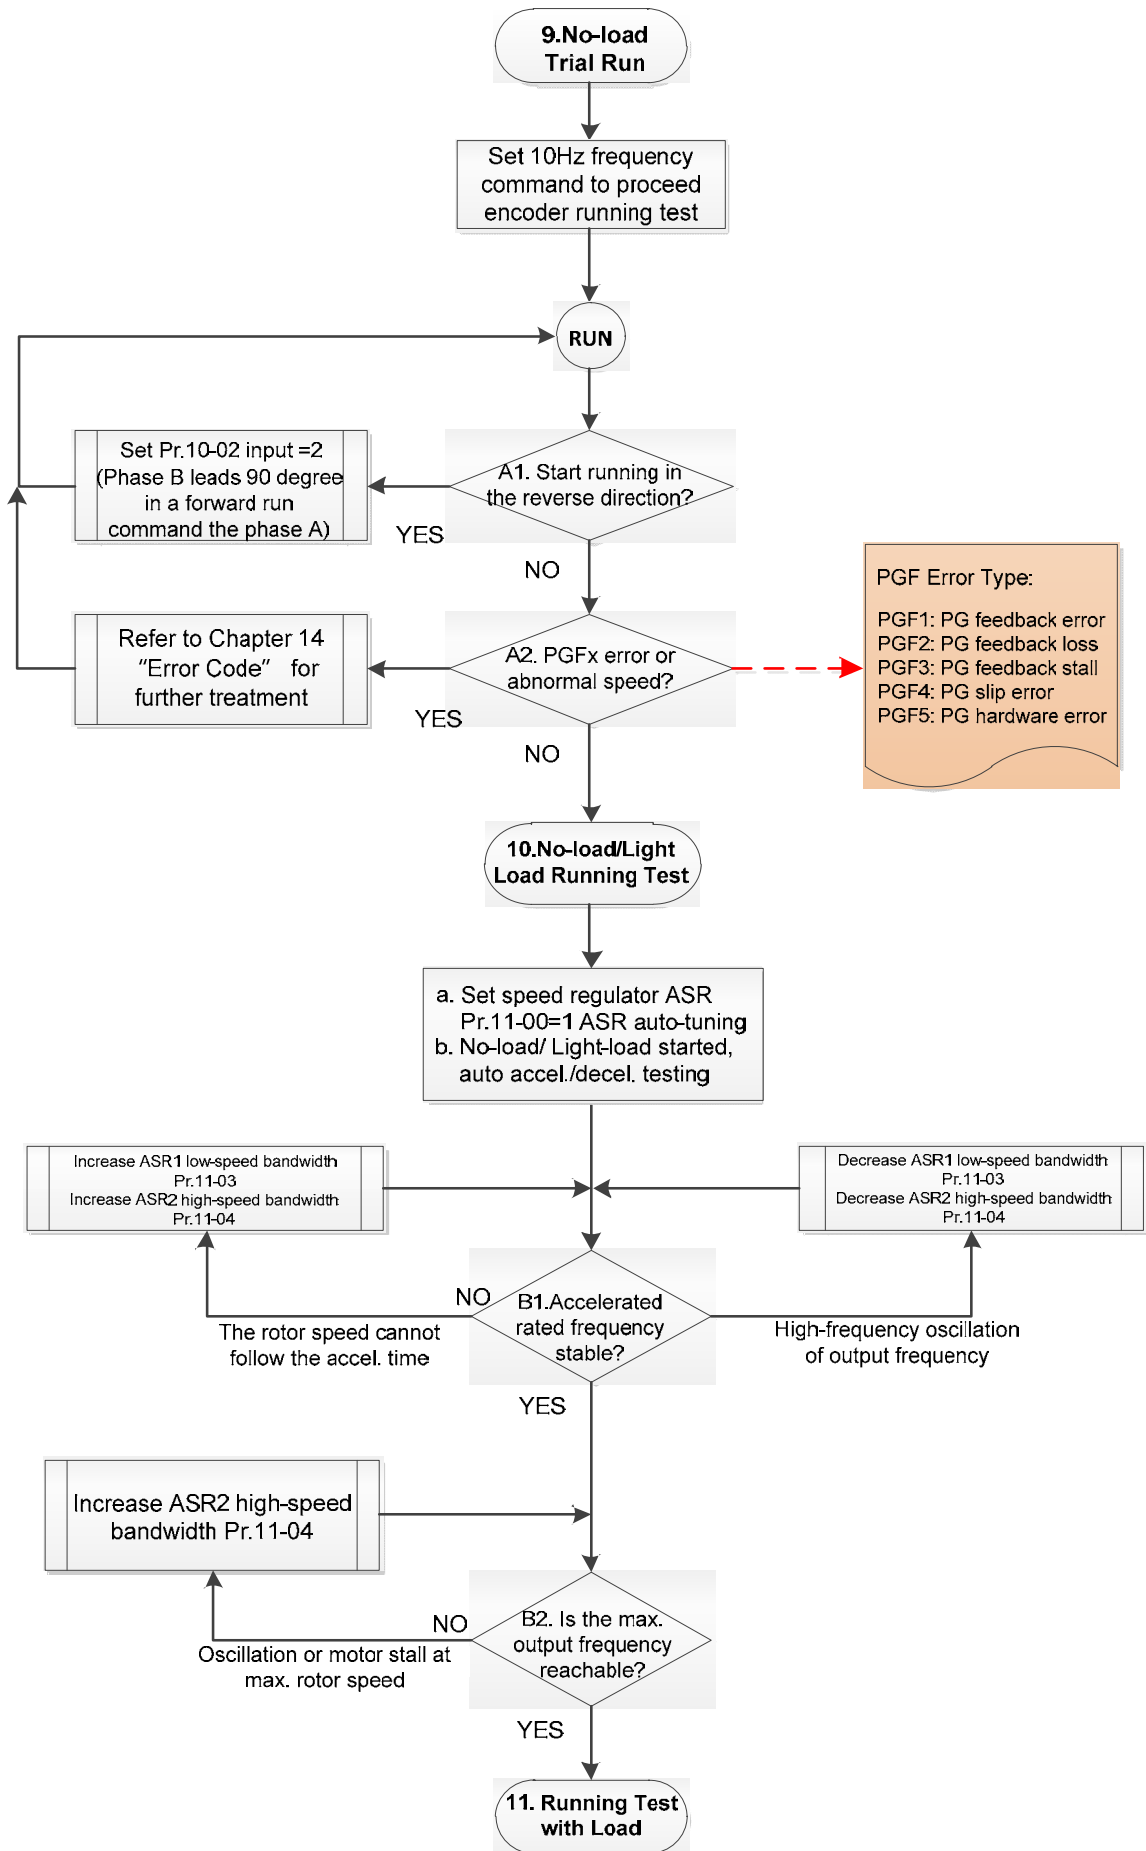 9.No-load
Trial Run
Set 10Hz frequency
command to proceed
encoder running test
RUN
Set Pr.10-02 input =2
(Phase B leads 90 degree
in a forward run
command the phase A)
A1. Start running in
the reverse direction?
YES
NO
Refer to Chapter 14
"Error Code" for
further treatment
A2. PGFx error or
abnormal speed?
YES
NO
PGF Error Type:
PGF1: PG feedback error
PGF2: PG feedback loss
PGF3: PG feedback stall
PGF4: PG slip error
PGF5: PG hardware error
10.No-load/Light
Load Running Test
a. Set speed regulator ASR
Pr.11-00=1 ASR auto-tuning
b. No-load/ Light-load started,
auto accel./decel. testing
Increase ASR1 low-speed bandwidth
Pr.11-03
Increase ASR2 high-speed bandwidth
Pr.11-04
Decrease ASR1 low-speed bandwidth
Pr.11-03
Decrease ASR2 high-speed bandwidth
Pr.11-04
NO
B1.Accelerated
rated frequency
stable?
The rotor speed cannot
follow the accel. time
High-frequency oscillation
of output frequency
YES
Increase ASR2 high-speed
bandwidth Pr.11-04
NO
B2. Is the max.
output frequency
reachable?
Oscillation or motor stall at
max. rotor speed
YES
11. Running Test
with Load